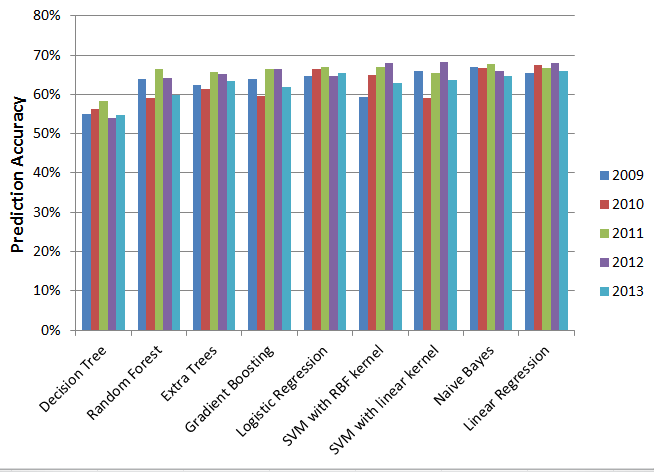 80%
70%
60%
50%
40%
30%
20%
10%
0%
Prediction Accuracy
Decision Tree
Random Forest
Extra Trees
Gradient Boosting
Logistic Regression
SVM with RBF kernel
SVM with linear kernel
Naive Bayes
Linear Regression
2009
2010
2011
2012
2013